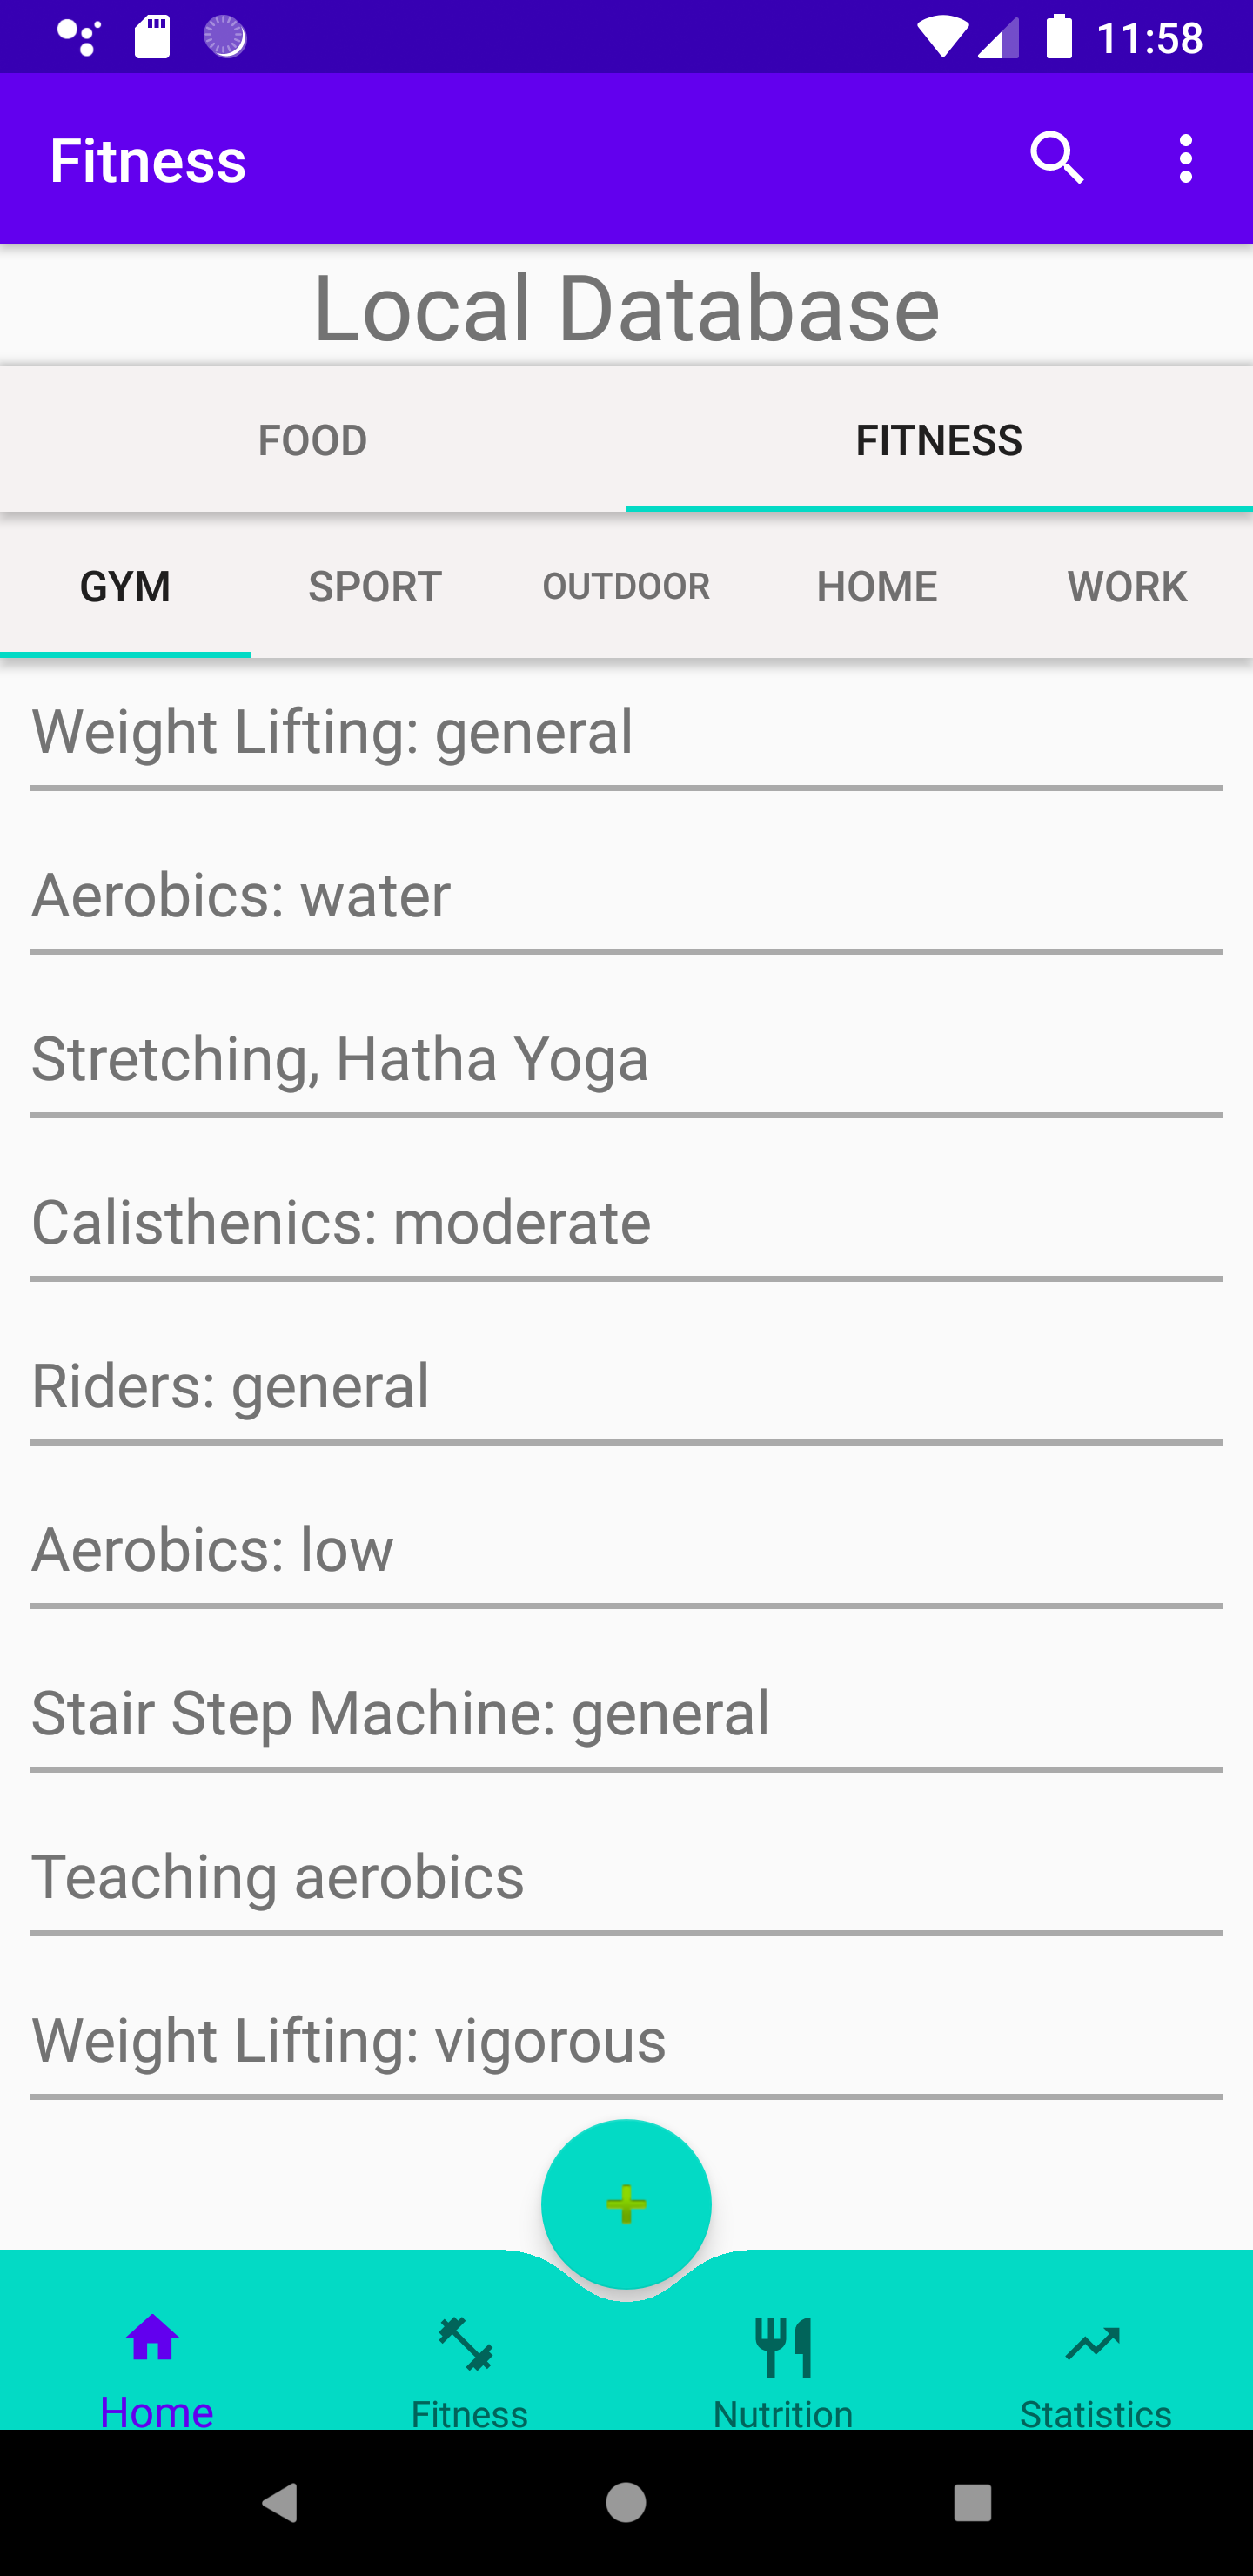 11:58
Fitness
Local Database
FOOD FITNESS
GYM SPORT OUTDOOR HOME WORK
Weight Lifting: general
Aerobics: water
Stretching, Hatha Yoga
Calisthenics: moderate
Riders: general
Aerobics: low
Stair Step Machine: general
Teaching aerobics
Weight Lifting: vigorous
Home Fitness Nutrition Statistics